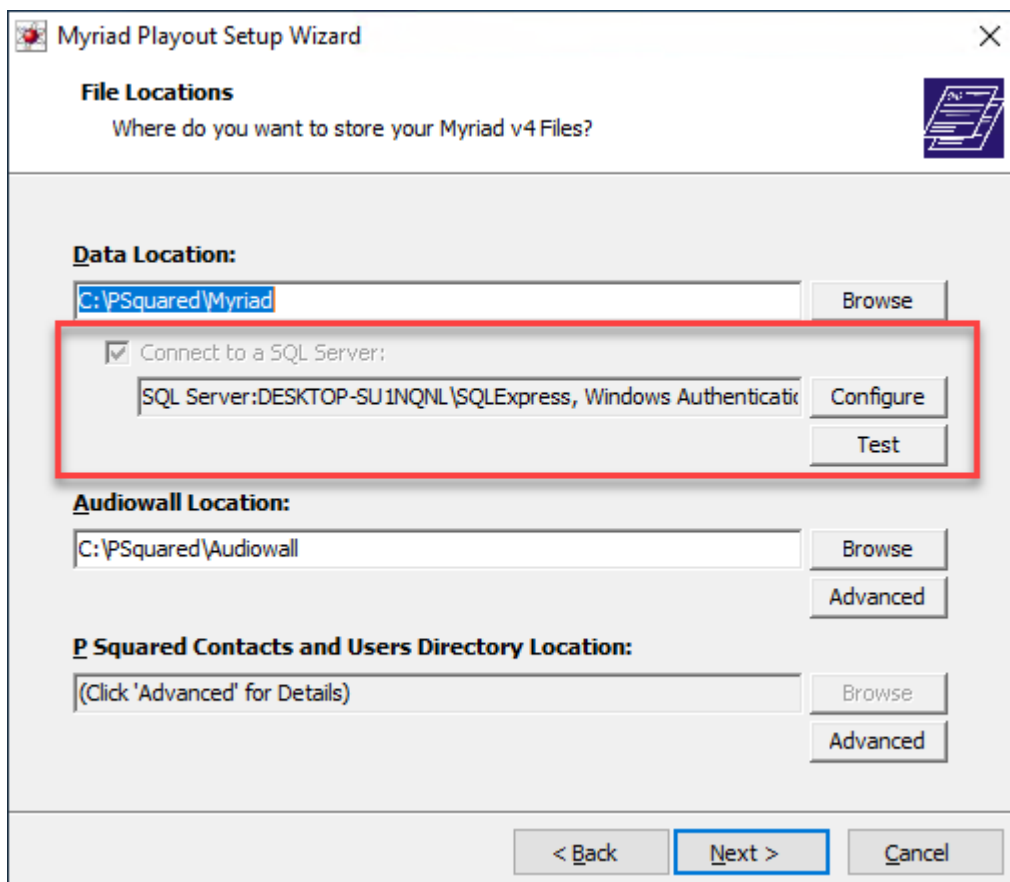 Myriad Playout Setup Wizard
File Locations
Where do you want to store your Myriad v4 Files?
Data Location:
C:\PSquared\Myriad Browse
Connect to a SQL Server:
SQL Server:DESKTOP-SU1NQNL\SQLExpress, Windows Authenticatio Configure
Test
Audiowall Location:
C:\PSquared\Audiowall Browse
Advanced
P Squared Contacts and Users Directory Location:
(Click 'Advanced' for Details) Browse
Advanced
< Back Next > Cancel